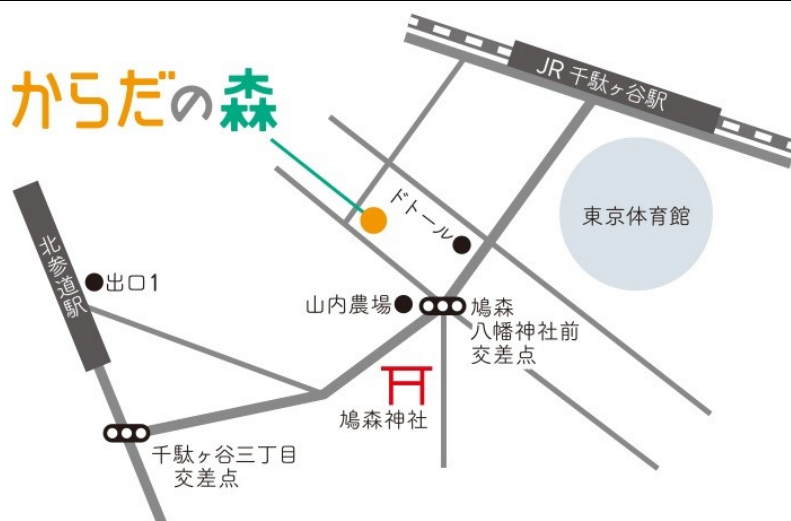 からだの森
JR 千駄ヶ谷駅
東京体育館
ドトール
北参道駅
出口1
山内農場
鳩森
八幡神社前
交差点
鳩森神社
千駄ヶ谷三丁目
交差点